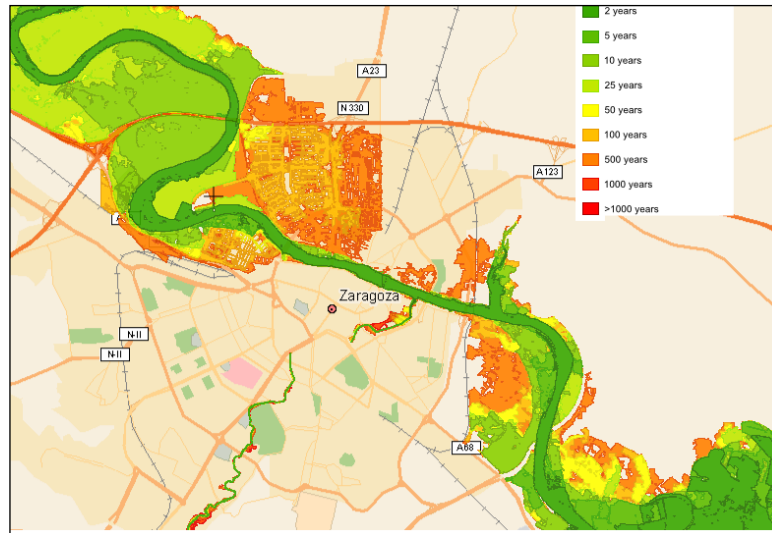 2 years
5 years
10 years
25 years
50 years
100 years
500 years
1000 years
>1000 years
A23
N 330
A 123
Zaragoza
N-II
N-II
A68